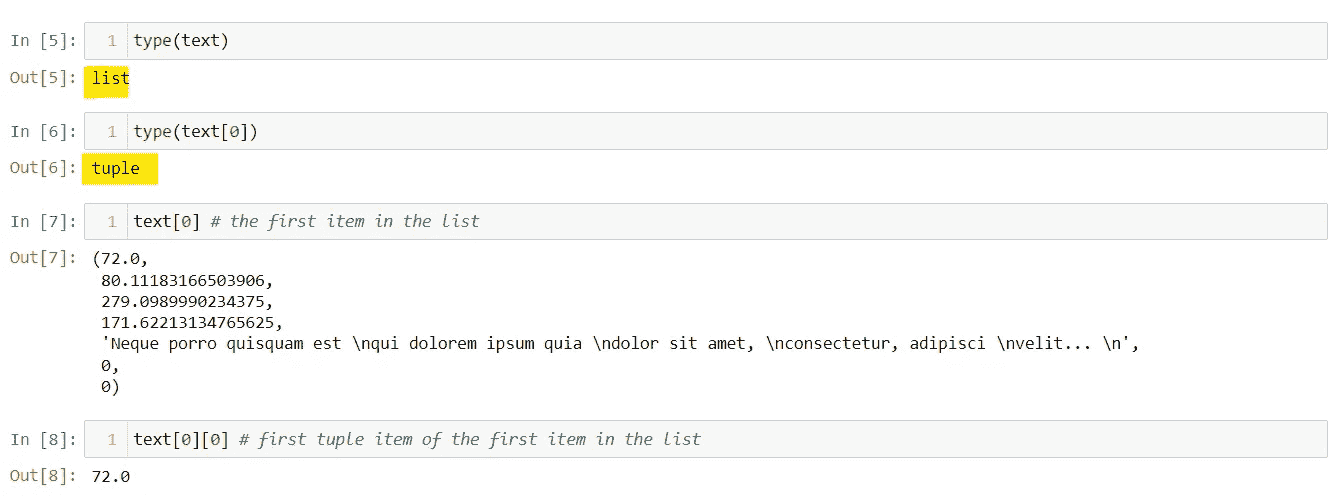 In [5]: 1 type(text)
Out[5]: list
In [6]: 1 type(text[0])
Out[6]: tuple
In [7]: 1 text[0] # the first item in the list
Out[7]: (72.0,
80.11183166503906,
279.0989990234375,
171.62213134765625,
'Neque porro quisquam est \nqui dolorem ipsum quia \ndolor sit amet, \nconsectetur, adipisci \nvelit... \n',
0,
0)
In [8]: 1 text[0][0] # first tuple item of the first item in the list
Out[8]: 72.0